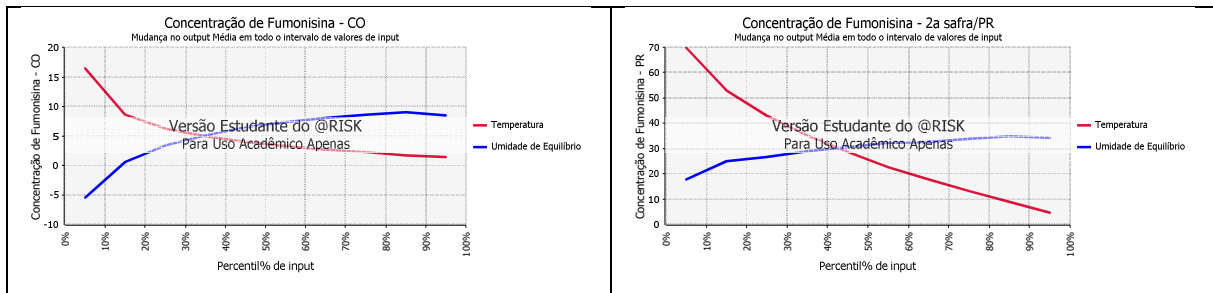 Concentração de Fumonisina - CO
Mudança no output Média em todo o intervalo de valores de input
Concentração de Fumonisina - CO
20
15
10
5
0
-5
-10
Versão Estudante do @RISK
Para Uso Acadêmico Apenas
0%
10%
20%
30%
40%
50%
60%
70%
80%
90%
100%
Percentil% de input
Temperatura
Umidade de Equilíbrio
Concentração de Fumonisina - 2a safra/PR
Mudança no output Média em todo o intervalo de valores de input
Concentração de Fumonisina - PR
70
60
50
40
30
20
10
0
Versão Estudante do @RISK
Para Uso Acadêmico Apenas
0%
10%
20%
30%
40%
50%
60%
70%
80%
90%
100%
Percentil% de input
Temperatura
Umidade de Equilíbrio